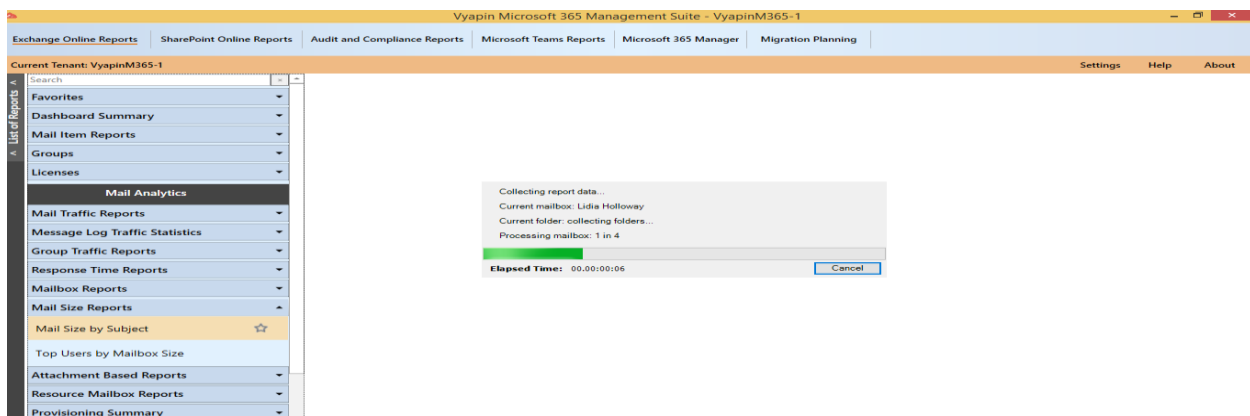 Vyapin Microsoft 365 Management Suite - VyapinM365-1
Exchange Online Reports SharePoint Online Reports Audit and Compliance Reports Microsoft Teams Reports Microsoft 365 Manager Migration Planning
Current Tenant: VyapinM365-1 Settings Help About
List of Reports
Search
Favorites
Dashboard Summary
Mail Item Reports
Groups
Licenses
Mail Analytics
Mail Traffic Reports
Message Log Traffic Statistics
Group Traffic Reports
Response Time Reports
Mailbox Reports
Mail Size Reports
Mail Size by Subject
Top Users by Mailbox Size
Attachment Based Reports
Resource Mailbox Reports
Provisioning Summary
Collecting report data...
Current mailbox: Lidia Holloway
Current folder: collecting folders...
Processing mailbox: 1 in 4
Elapsed Time: 00.00:00:06 Cancel